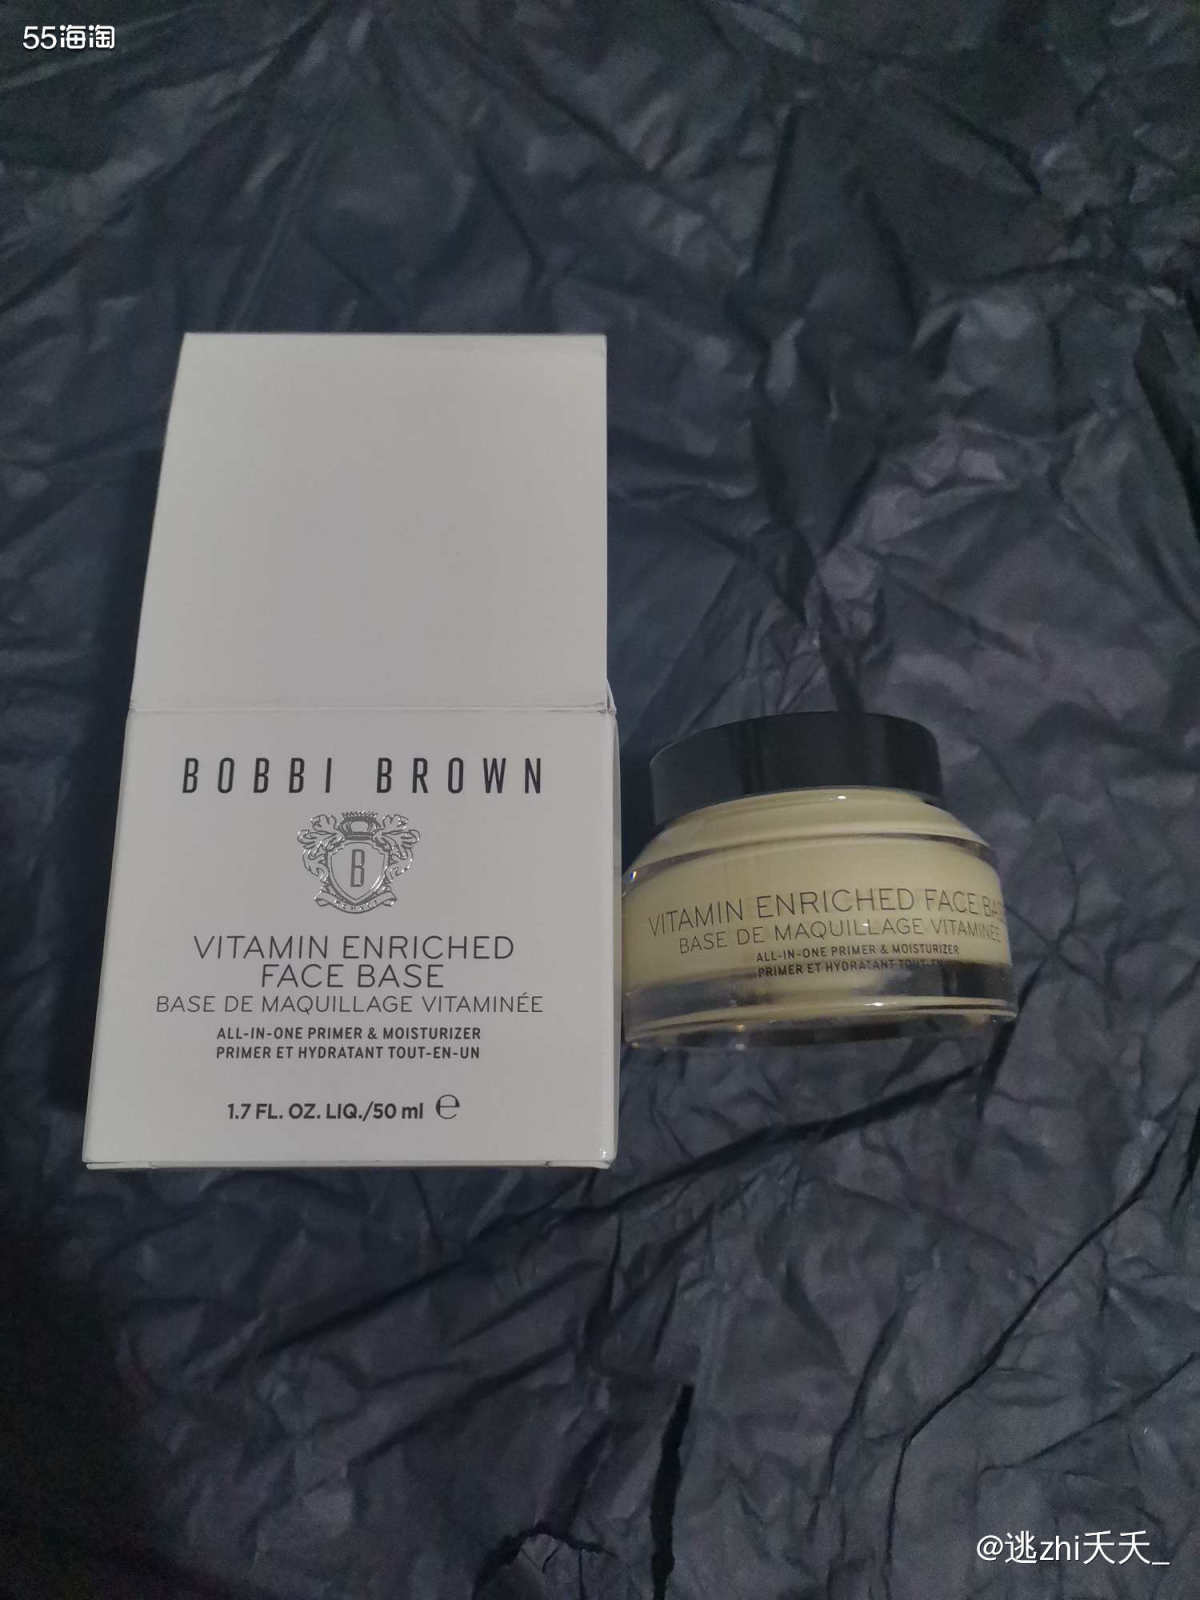 55海淘
BOBBI BROWN
B
VITAMIN ENRICHED
FACE BASE
BASE DE MAQUILLAGE VITAMINÉE
ALL-IN-ONE PRIMER & MOISTURIZER
PRIMER ET HYDRATANT TOUT-EN-UN
1.7 FL. OZ. LIQ./50 ml ℮
VITAMIN ENRICHED FACE BAS
BASE DE MAQUILLAGE VITAMINÉE
ALL-IN-ONE PRIMER & MOISTURIZER
PRIMER ET HYDRATANT TOUT-EN
@逃zhi夭夭_